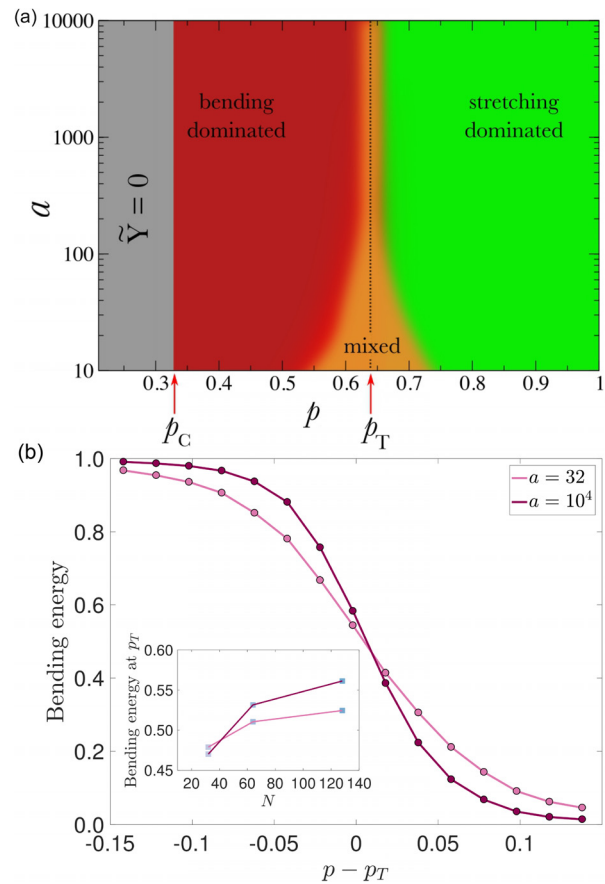 (a)
10000
1000
100
10
a
Ỹ = 0
bending
dominated
stretching
dominated
mixed
0.3 0.4 0.5 0.6 0.7 0.8 0.9 1
p
p_C
p_T
(b)
1.0
0.8
0.6
0.4
0.2
0.0
Bending energy
a = 32
a = 10⁴
Bending energy at p_T
0.60
0.55
0.50
0.45
20 40 60 80 100 120 140
N
-0.15 -0.10 -0.05 0 0.05 0.1
p − p_T